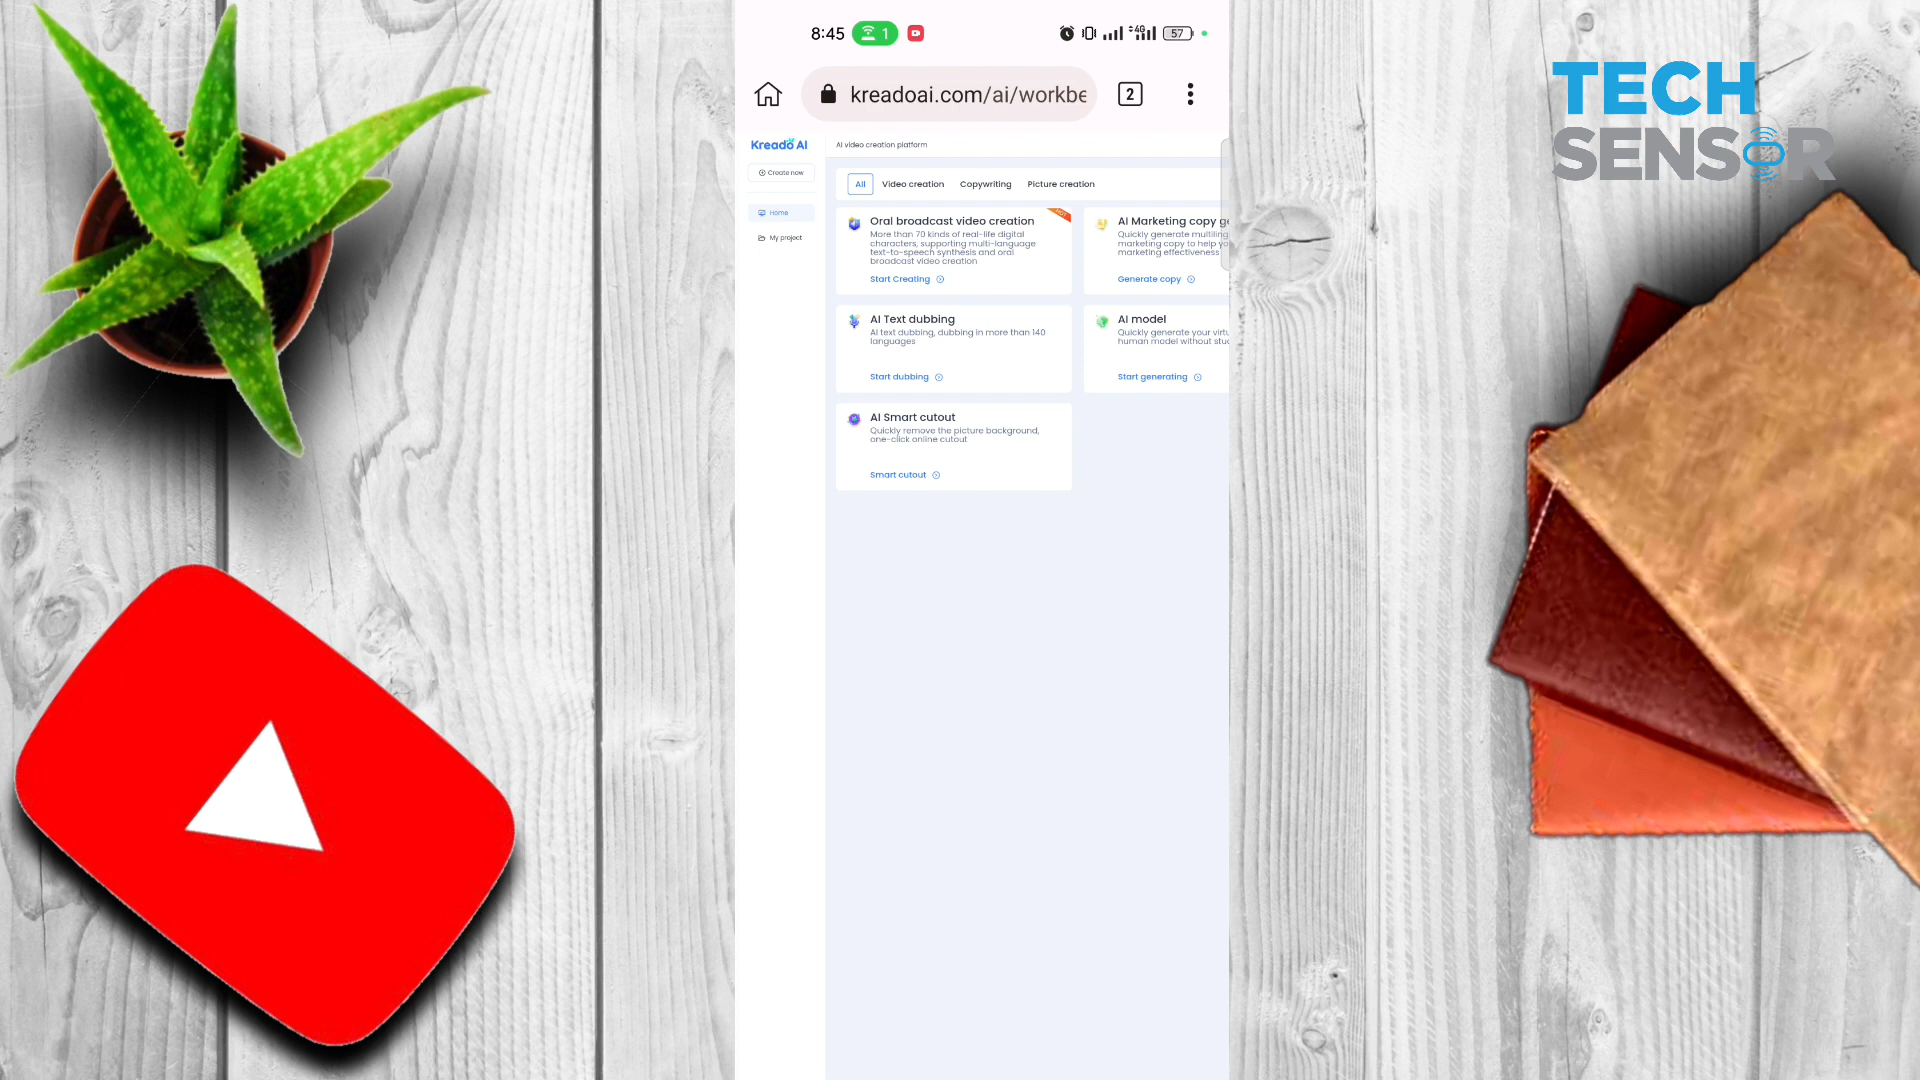 8:45
1
4G
57
kreadoai.com/ai/workbe
2
TECH
SENSOR
Kreado AI
AI video creation platform
Create now
Home
My project
All
Video creation
Copywriting
Picture creation
Oral broadcast video creation
More than 70 kinds of real-life digital
characters, supporting multi-language
text-to-speech synthesis and oral
broadcast video creation
Start Creating
AI Marketing copy ge
Quickly generate multiling
marketing copy to help yo
marketing effectiveness
Generate copy
AI Text dubbing
AI text dubbing, dubbing in more than 140
languages
Start dubbing
AI model
Quickly generate your virtu
human model without stud
Start generating
AI Smart cutout
Quickly remove the picture background,
one-click online cutout
Smart cutout